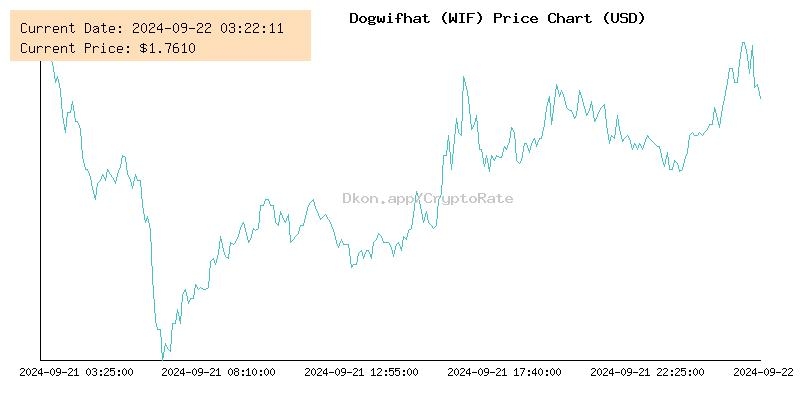 Dogwifhat (WIF) Price Chart (USD)
Current Date: 2024-09-22 03:22:11
Current Price: $1.7610
Dkon.app/CryptoRate
2024-09-21 03:25:00 2024-09-21 08:10:00 2024-09-21 12:55:00 2024-09-21 17:40:00 2024-09-21 22:25:00 2024-09-22